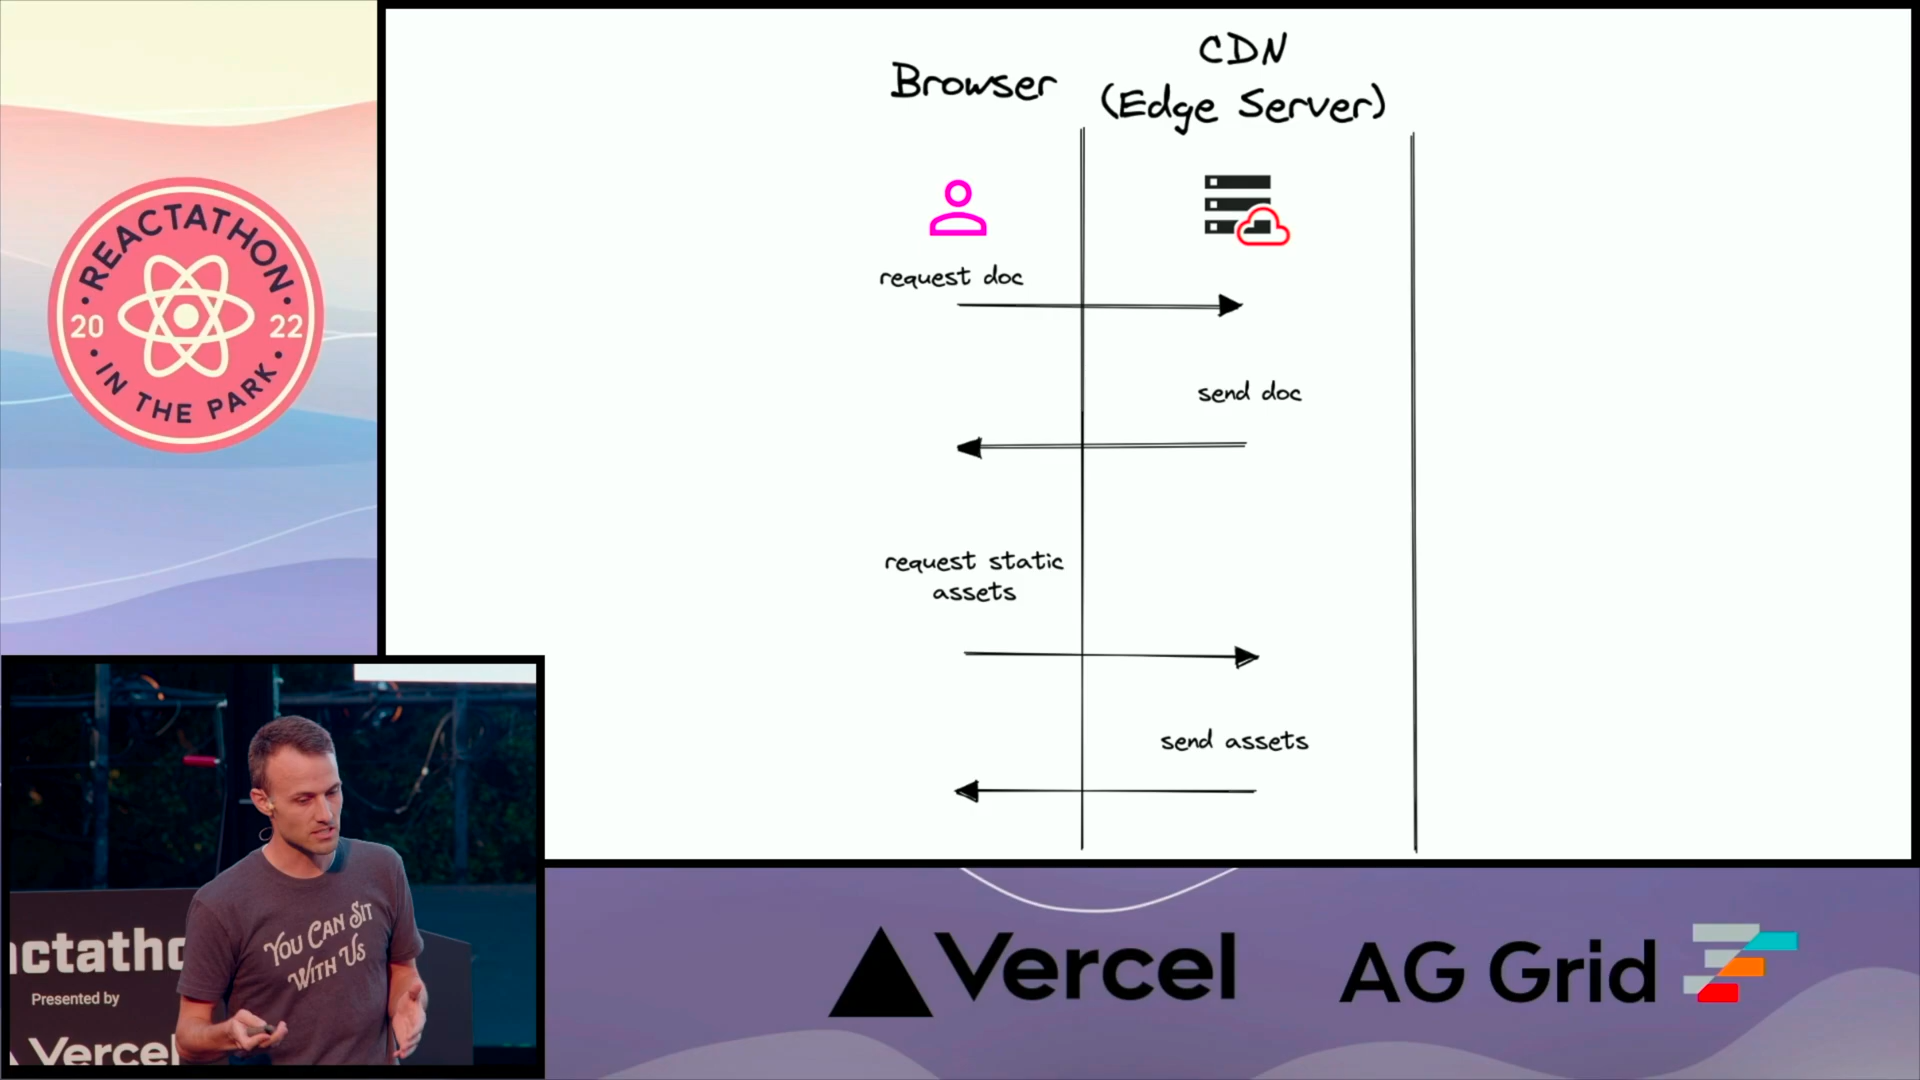 REACTATHON
20 22
IN THE PARK
CDN
Browser
(Edge Server)
request doc
send doc
request static
assets
send assets
YOU CAN SIT
WITH US
actatho
Presented by
Vercel
Vercel
AG Grid